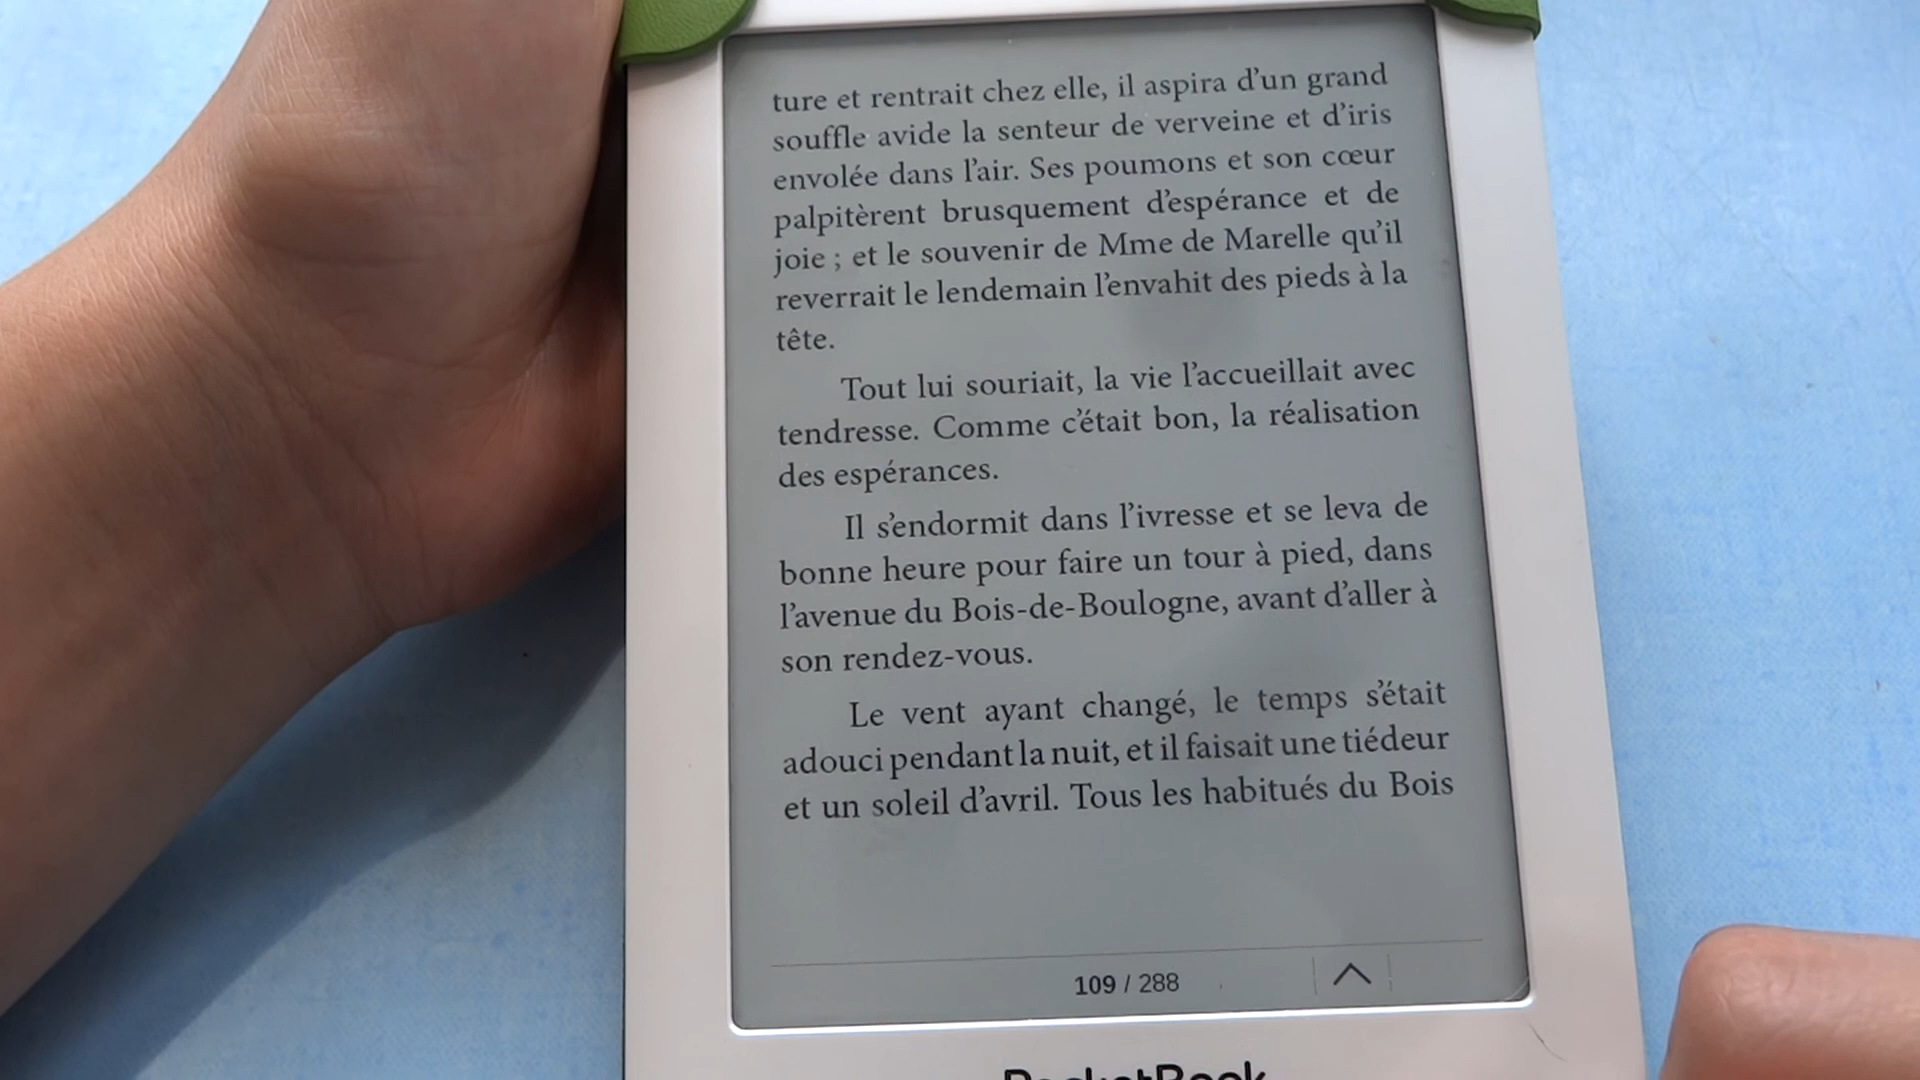 ture et rentrait chez elle, il aspira d’un grand
souffle avide la senteur de verveine et d’iris
envolée dans l’air. Ses poumons et son cœur
palpitèrent brusquement d’espérance et de
joie ; et le souvenir de Mme de Marelle qu’il
reverrait le lendemain l’envahit des pieds à la
tête.
Tout lui souriait, la vie l’accueillait avec
tendresse. Comme c’était bon, la réalisation
des espérances.
Il s’endormit dans l’ivresse et se leva de
bonne heure pour faire un tour à pied, dans
l’avenue du Bois-de-Boulogne, avant d’aller à
son rendez-vous.
Le vent ayant changé, le temps s’était
adouci pendant la nuit, et il faisait une tiédeur
et un soleil d’avril. Tous les habitués du Bois
109 / 288
PocketBook